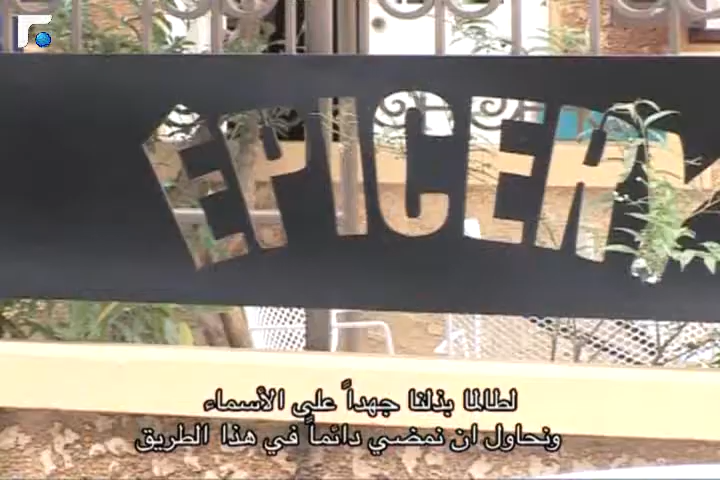 EPICER
لطالما بذلنا جهداً على الأسماء
ونحاول ان نمضي دائماً في هذا الطريق